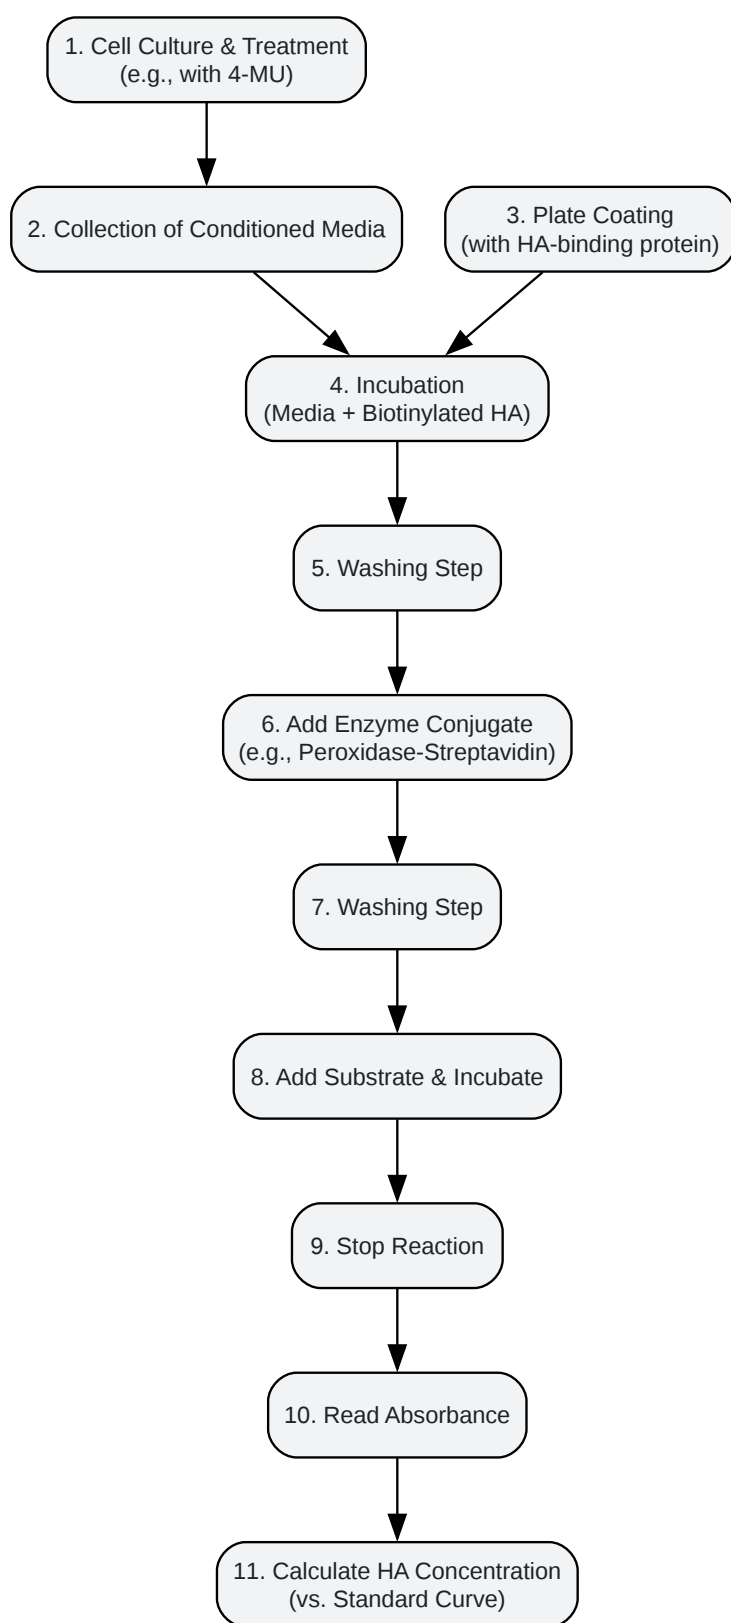 1. Cell Culture & Treatment
(e.g., with 4-MU)
2. Collection of Conditioned Media
3. Plate Coating
(with HA-binding protein)
4. Incubation
(Media + Biotinylated HA)
5. Washing Step
6. Add Enzyme Conjugate
(e.g., Peroxidase-Streptavidin)
7. Washing Step
8. Add Substrate & Incubate
9. Stop Reaction
10. Read Absorbance
11. Calculate HA Concentration
(vs. Standard Curve)